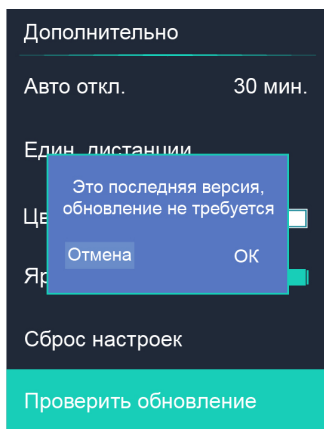 Дополнительно
Авто откл. 30 мин.
Един. дистанции
Это последняя версия,
обновление не требуется
Отмена ОК
Сброс настроек
Проверить обновление